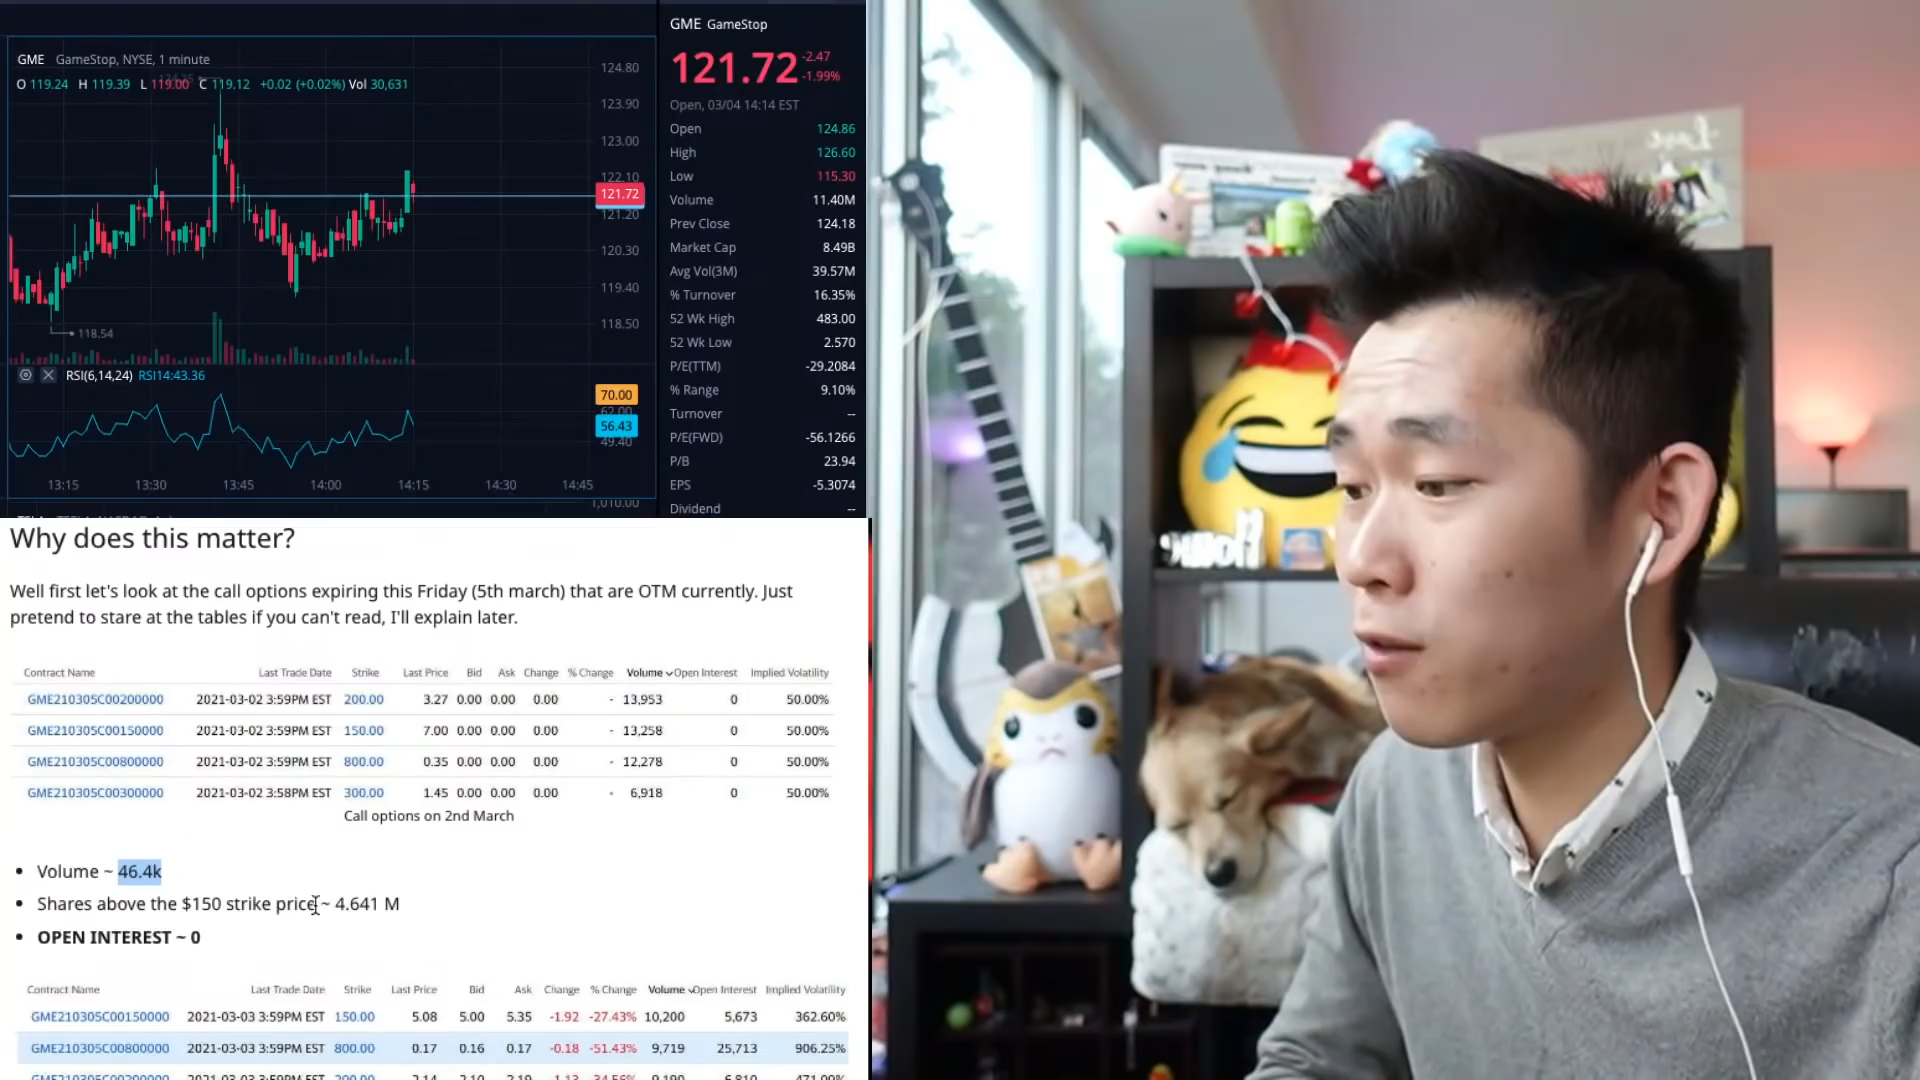 GME GameStop, NYSE, 1 minute
O 119.24 H 119.39 L 119.00 C 119.12 +0.02 (+0.02%) Vol 30,631
124.80
123.90
123.00
122.10
121.72
121.20
120.30
119.40
118.50
118.54
RSI(6,14,24) RSI14:43.36
70.00
62.00
56.43
49.40
13:15 13:30 13:45 14:00 14:15 14:30 14:45
1,010.00
GME GameStop
121.72 -2.47
-1.99%
Open, 03/04 14:14 EST
Open 124.86
High 126.60
Low 115.30
Volume 11.40M
Prev Close 124.18
Market Cap 8.49B
Avg Vol(3M) 39.57M
% Turnover 16.35%
52 Wk High 483.00
52 Wk Low 2.570
P/E(TTM) -29.2084
% Range 9.10%
Turnover --
P/E(FWD) -56.1266
P/B 23.94
EPS -5.3074
Dividend --
Why does this matter?
Well first let's look at the call options expiring this Friday (5th march) that are OTM currently. Just
pretend to stare at the tables if you can't read, I'll explain later.
Contract Name Last Trade Date Strike Last Price Bid Ask Change % Change Volume Open Interest Implied Volatility
GME210305C00200000 2021-03-02 3:59PM EST 200.00 3.27 0.00 0.00 0.00 - 13,953 0 50.00%
GME210305C00150000 2021-03-02 3:59PM EST 150.00 7.00 0.00 0.00 0.00 - 13,258 0 50.00%
GME210305C00800000 2021-03-02 3:59PM EST 800.00 0.35 0.00 0.00 0.00 - 12,278 0 50.00%
GME210305C00300000 2021-03-02 3:58PM EST 300.00 1.45 0.00 0.00 0.00 - 6,918 0 50.00%
Call options on 2nd March
• Volume ~ 46.4k
• Shares above the $150 strike price ~ 4.641 M
• OPEN INTEREST ~ 0
Contract Name Last Trade Date Strike Last Price Bid Ask Change % Change Volume Open Interest Implied Volatility
GME210305C00150000 2021-03-03 3:59PM EST 150.00 5.08 5.00 5.35 -1.92 -27.43% 10,200 5,673 362.60%
GME210305C00800000 2021-03-03 3:59PM EST 800.00 0.17 0.16 0.17 -0.18 -51.43% 9,719 25,713 906.25%
Love